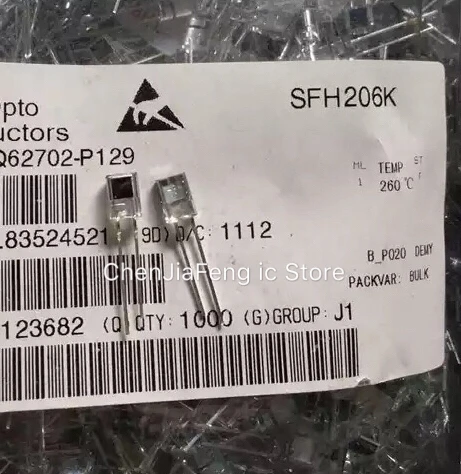 Opto
SFH206K
uctors
Q62702-P129
ML TEMP ST
1 260℃
L83524521 (9D) D/C: 1112
B_P020 DEMY
ChenJiaFeng ic Store
PACKVAR: BULK
123682 (Q)QTY: 1000 (G)GROUP: J1